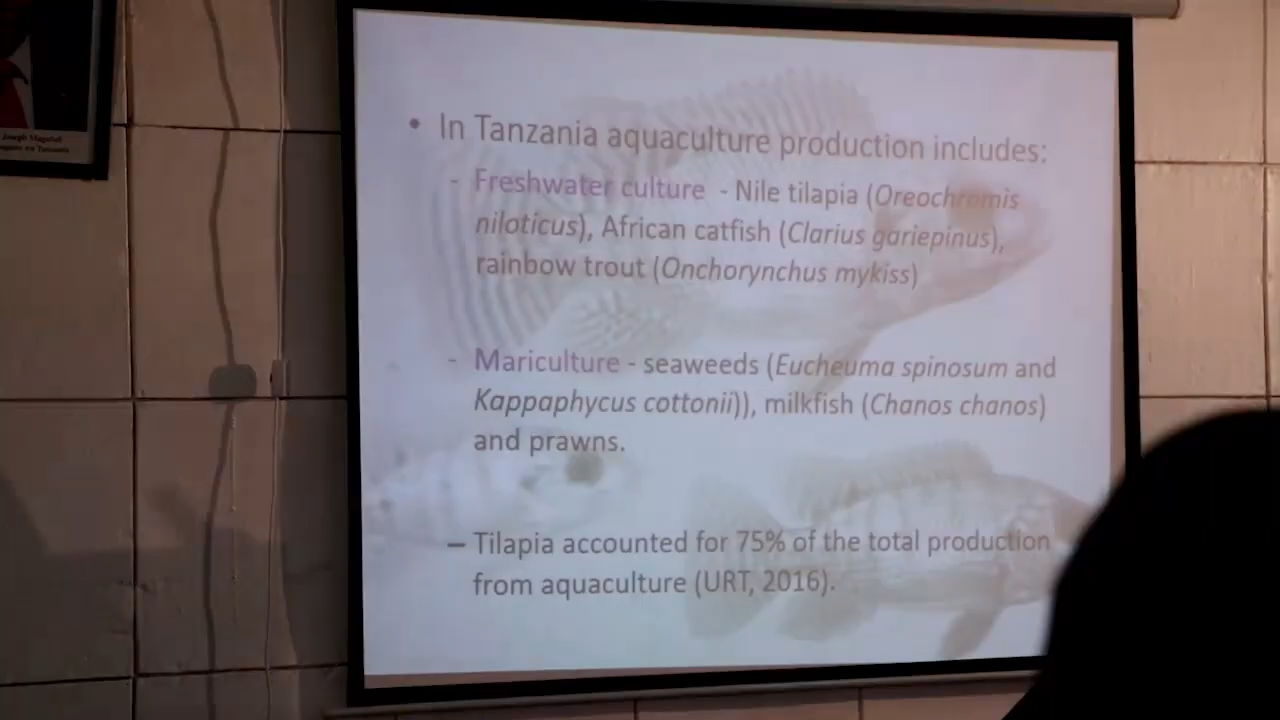 Joseph Magufuli
• In Tanzania aquaculture production includes:
- Freshwater culture - Nile tilapia (Oreochromis
niloticus), African catfish (Clarius gariepinus),
rainbow trout (Onchorynchus mykiss)
- Mariculture - seaweeds (Eucheuma spinosum and
Kappaphycus cottonii)), milkfish (Chanos chanos)
and prawns.
– Tilapia accounted for 75% of the total production
from aquaculture (URT, 2016).